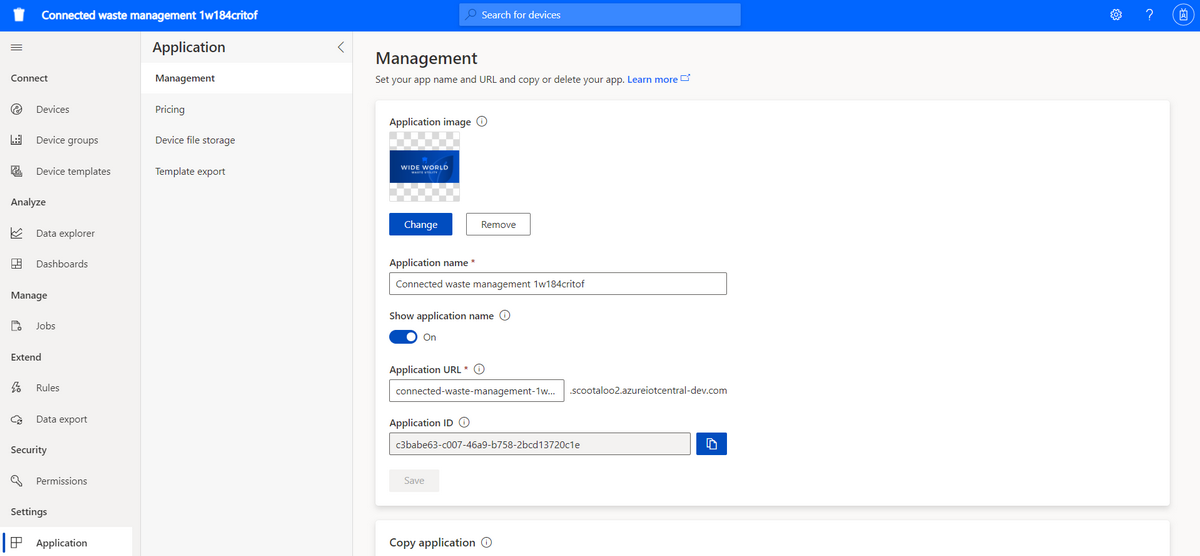 Connected waste management 1w184critof
Search for devices
?
Connect
Devices
Device groups
Device templates
Analyze
Data explorer
Dashboards
Manage
Jobs
Extend
Rules
Data export
Security
Permissions
Settings
Application
Application
Management
Pricing
Device file storage
Template export
Management
Set your app name and URL and copy or delete your app. Learn more
Application image
WIDE WORLD
WASTE UTILITY
Change
Remove
Application name *
Connected waste management 1w184critof
Show application name
On
Application URL *
connected-waste-management-1w... .scootaloo2.azureiotcentral-dev.com
Application ID
c3babe63-c007-46a9-b758-2bcd13720c1e
Save
Copy application